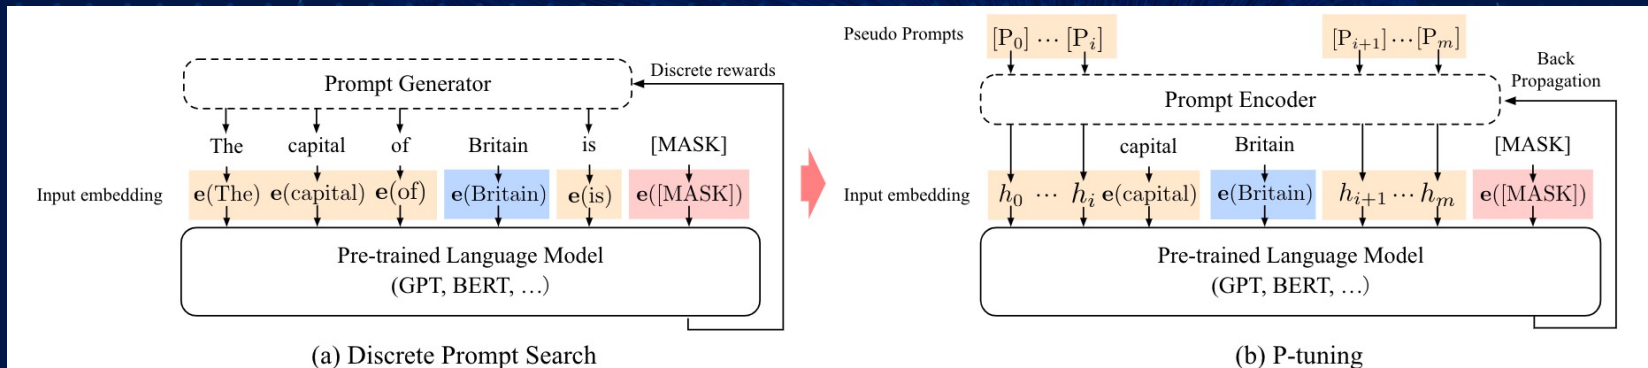 Prompt Generator
Discrete rewards
The capital of Britain is [MASK]
Input embedding e(The) e(capital) e(of) e(Britain) e(is) e([MASK])
Pre-trained Language Model
(GPT, BERT, …)
(a) Discrete Prompt Search
Pseudo Prompts [P₀] ⋯ [Pᵢ] [Pᵢ₊₁] ⋯ [Pₘ]
Back
Propagation
Prompt Encoder
capital Britain [MASK]
Input embedding h₀ ⋯ hᵢ e(capital) e(Britain) hᵢ₊₁ ⋯ hₘ e([MASK])
Pre-trained Language Model
(GPT, BERT, …)
(b) P-tuning